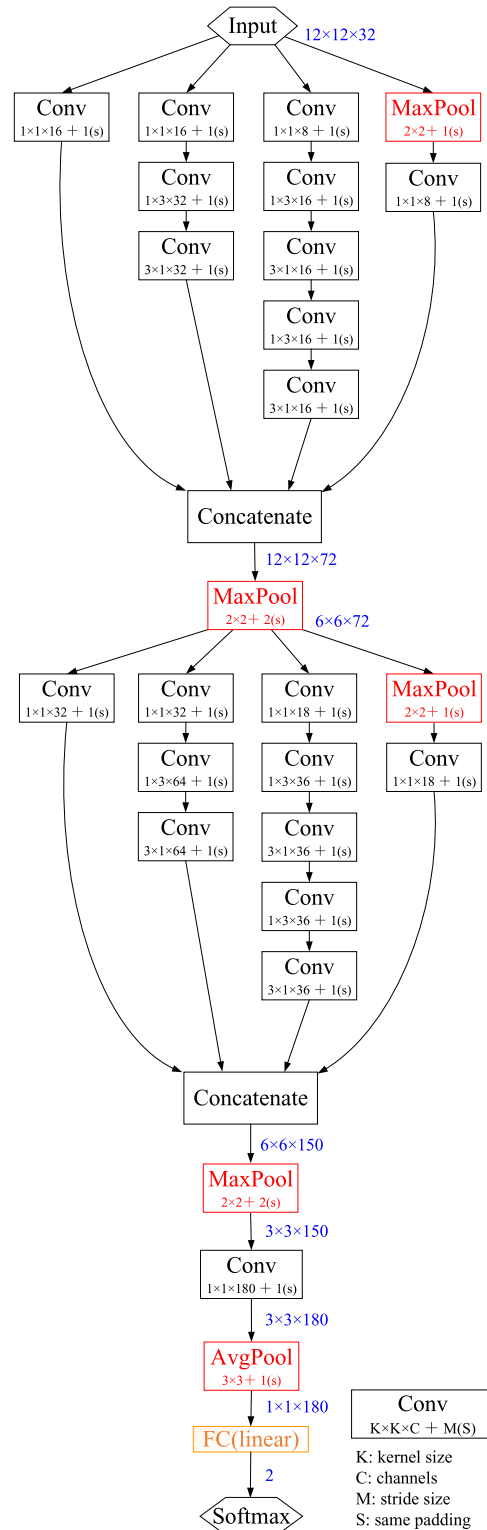 Input
12×12×32
Conv
1×1×16 + 1(s)
Conv
1×1×16 + 1(s)
Conv
1×1×8 + 1(s)
MaxPool
2×2+ 1(s)
Conv
1×3×32 + 1(s)
Conv
1×3×16 + 1(s)
Conv
1×1×8 + 1(s)
Conv
3×1×32 + 1(s)
Conv
3×1×16 + 1(s)
Conv
1×3×16 + 1(s)
Conv
3×1×16 + 1(s)
Concatenate
12×12×72
MaxPool
2×2+ 2(s)
6×6×72
Conv
1×1×32 + 1(s)
Conv
1×1×32 + 1(s)
Conv
1×1×18 + 1(s)
MaxPool
2×2+ 1(s)
Conv
1×3×64 + 1(s)
Conv
1×3×36 + 1(s)
Conv
1×1×18 + 1(s)
Conv
3×1×64 + 1(s)
Conv
3×1×36 + 1(s)
Conv
1×3×36 + 1(s)
Conv
3×1×36 + 1(s)
Concatenate
6×6×150
MaxPool
2×2+ 2(s)
3×3×150
Conv
1×1×180 + 1(s)
3×3×180
AvgPool
3×3+ 1(s)
1×1×180
FC(linear)
2
Softmax
Conv
K×K×C + M(S)
K: kernel size
C: channels
M: stride size
S: same padding